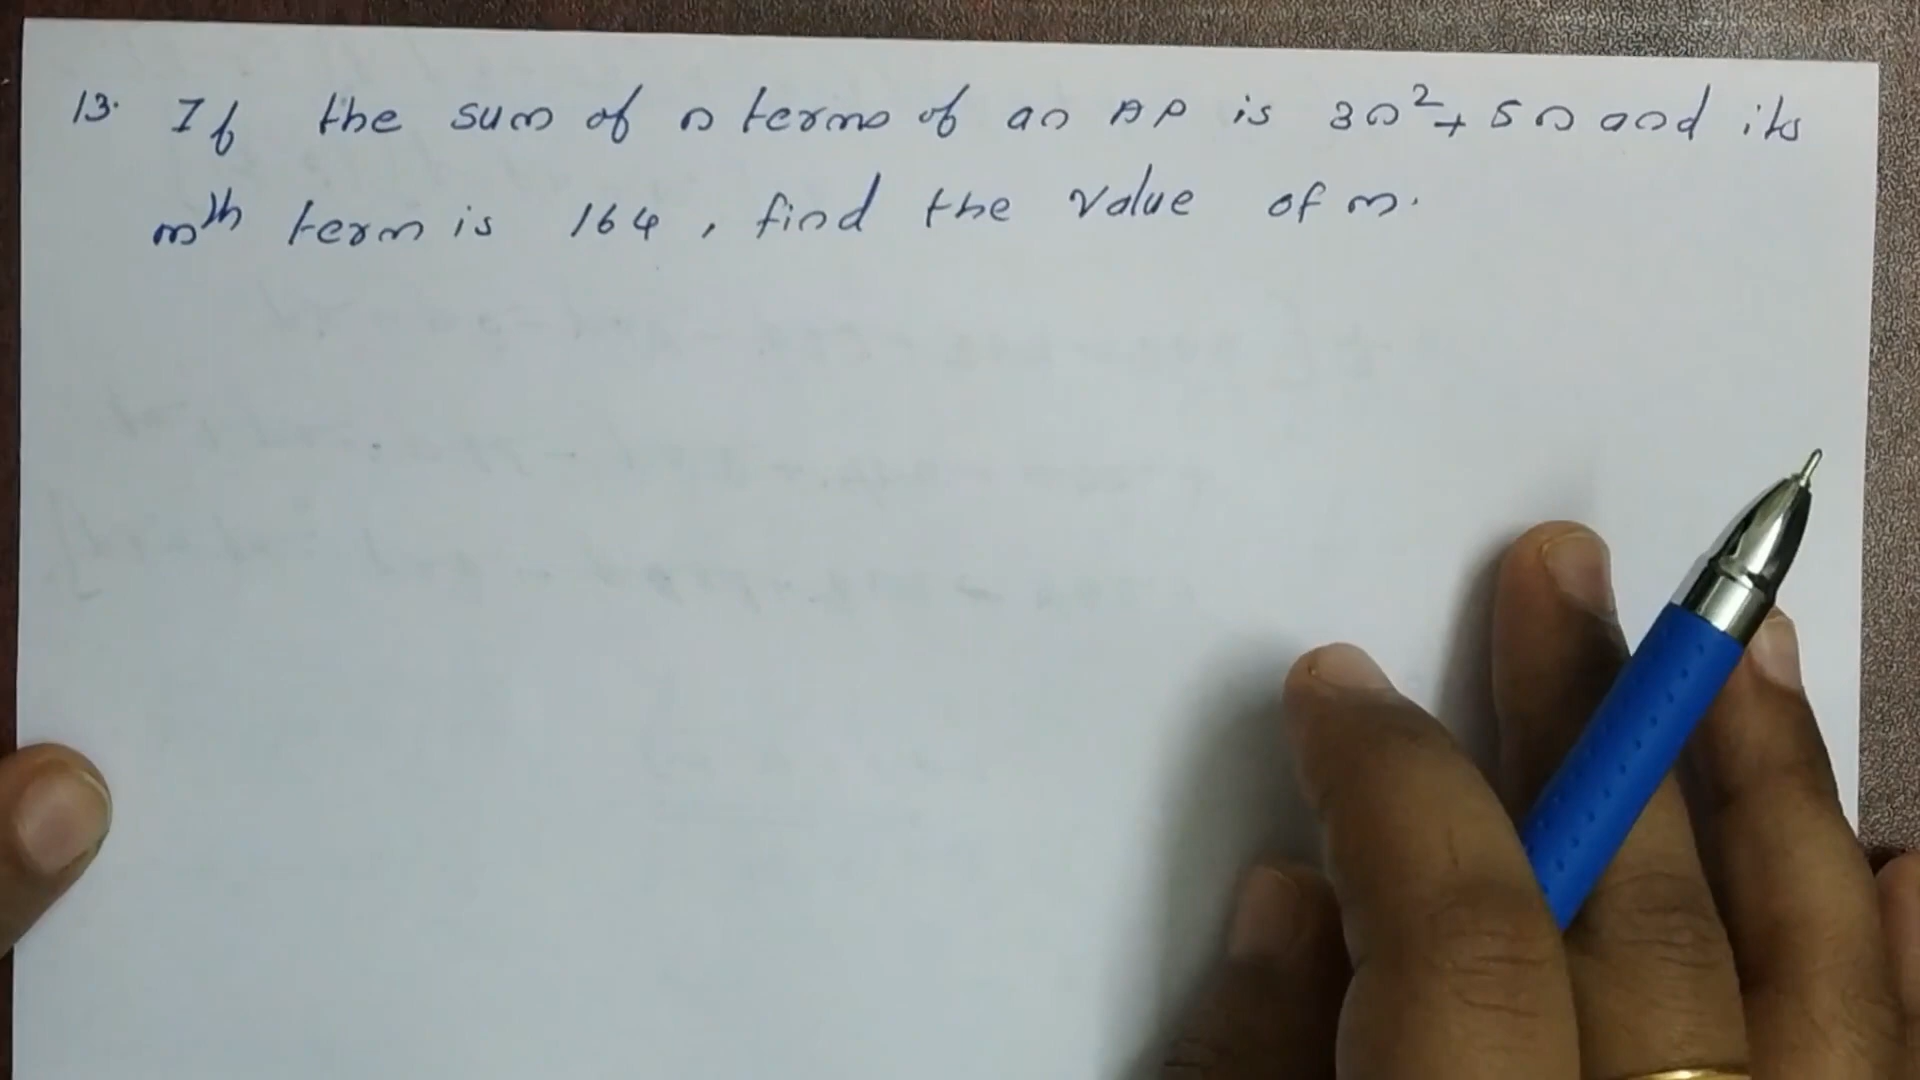 13. If the sum of n terms of an AP is 3n²+5n and its
mth term is 164, find the value of m.